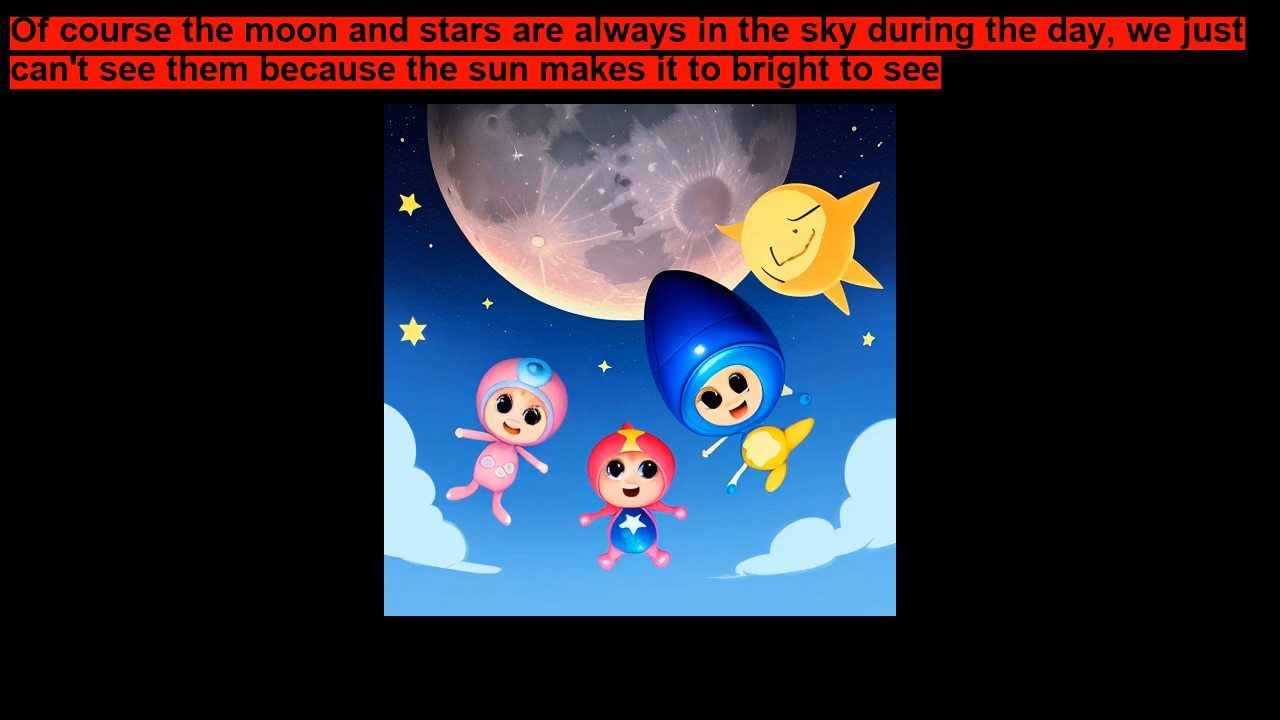 Of course the moon and stars are always in the sky during the day, we just
can't see them because the sun makes it to bright to see